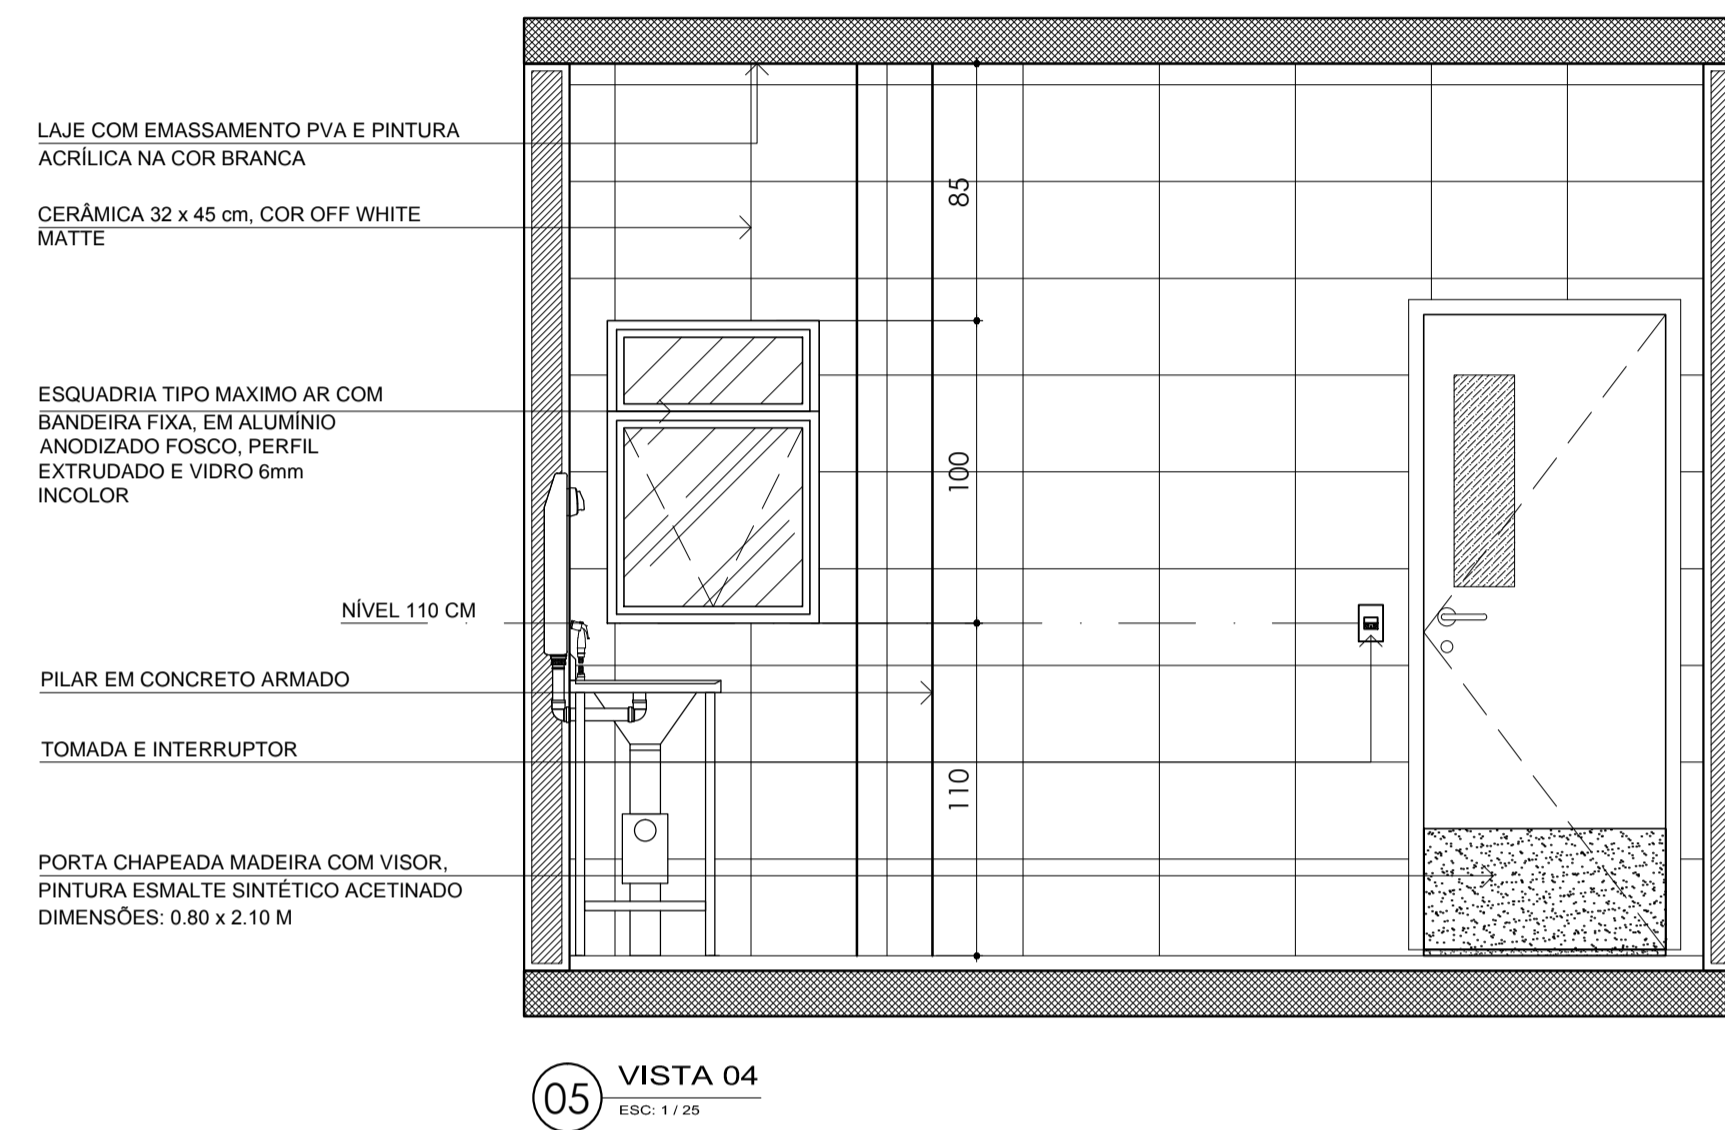 LAJE COM EMASSAMENTO PVA E PINTURA
ACRÍLICA NA COR BRANCA
CERÂMICA 32 x 45 cm, COR OFF WHITE
MATTE
ESQUADRIA TIPO MAXIMO AR COM
BANDEIRA FIXA, EM ALUMÍNIO
ANODIZADO FOSCO, PERFIL
EXTRUDADO E VIDRO 6mm
INCOLOR
NÍVEL 110 CM
PILAR EM CONCRETO ARMADO
TOMADA E INTERRUPTOR
PORTA CHAPEADA MADEIRA COM VISOR,
PINTURA ESMALTE SINTÉTICO ACETINADO
DIMENSÕES: 0.80 x 2.10 M
85
100
110
05
VISTA 04
ESC: 1 / 25